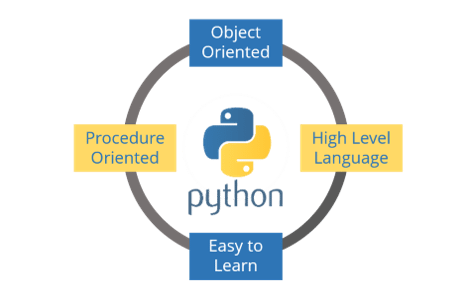 Object
Oriented
Procedure
Oriented
High Level
Language
python
Easy to
Learn